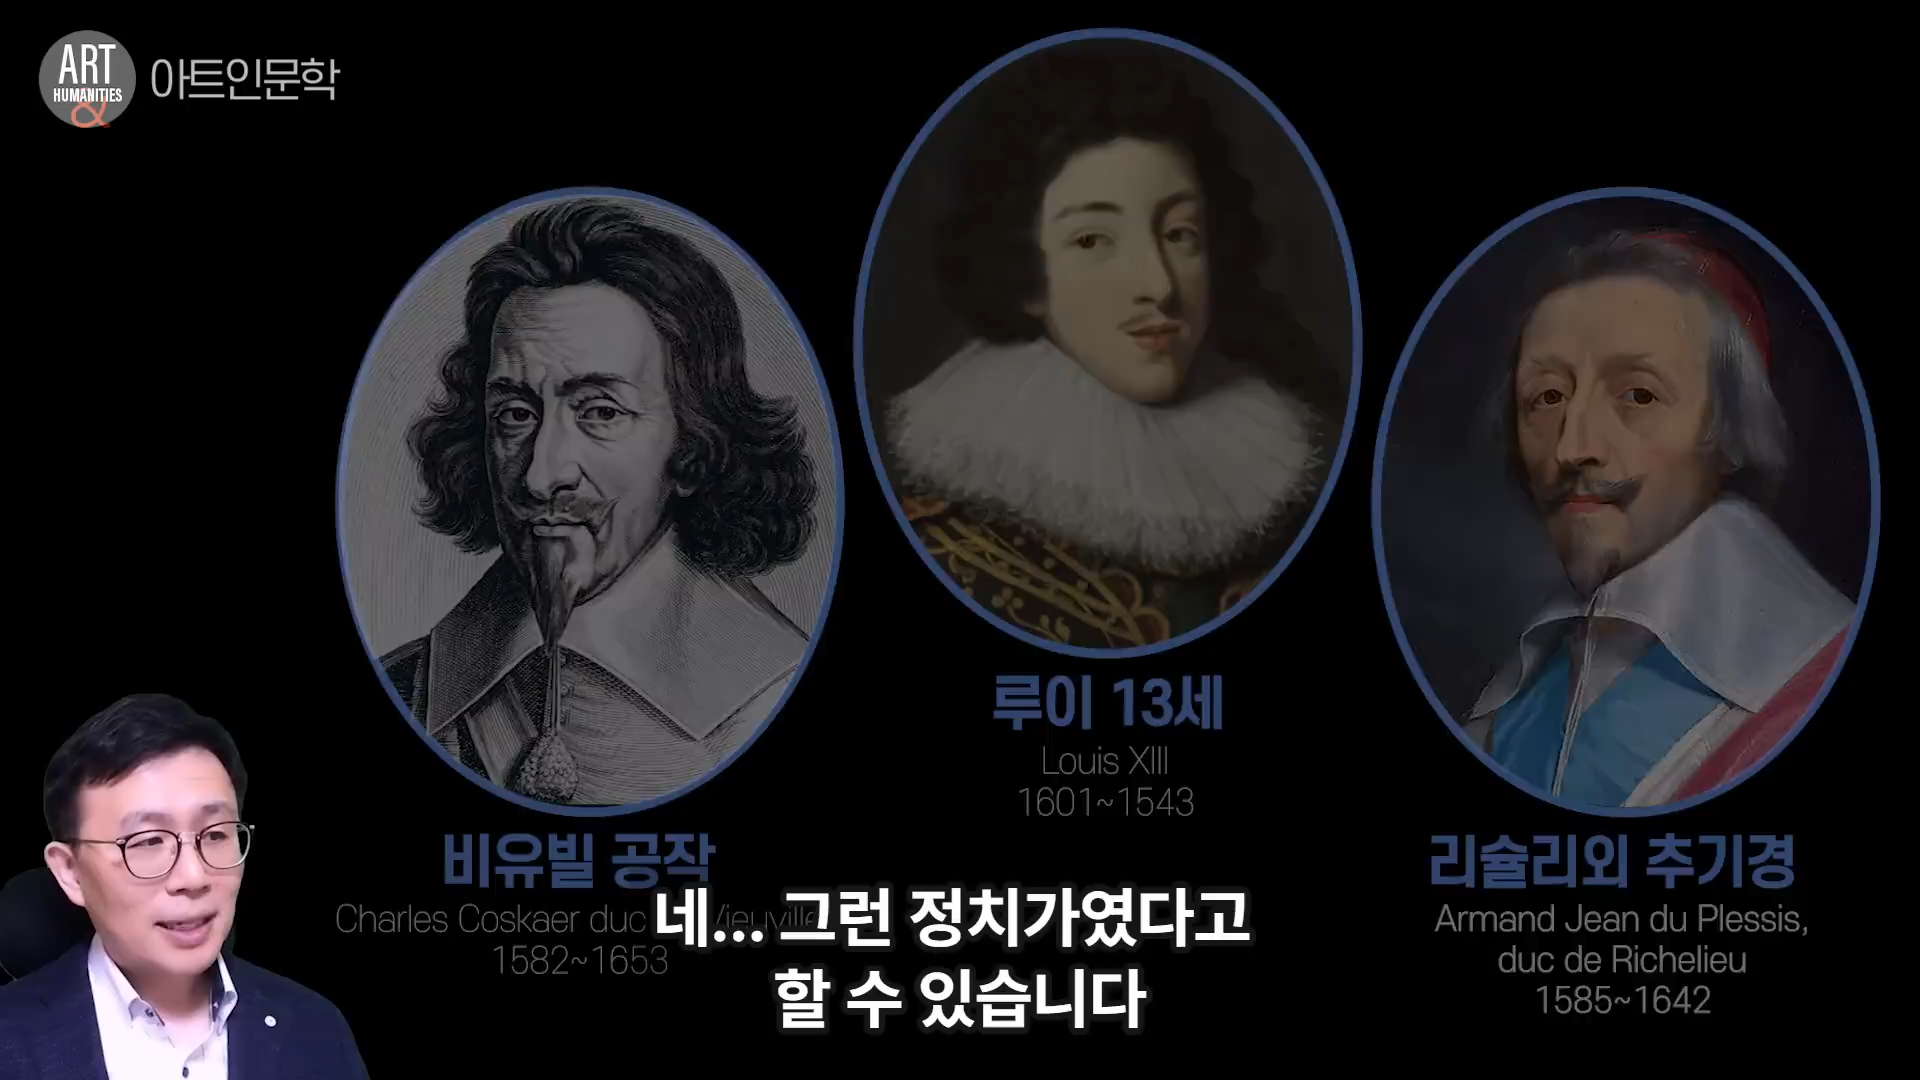 ART
HUMANITIES
&
아트인문학
루이 13세
Louis XIII
1601~1543
비유빌 공작
Charles Coskaer duc Vieuville
1582~1653
리슐리외 추기경
Armand Jean du Plessis,
duc de Richelieu
1585~1642
네... 그런 정치가였다고
할 수 있습니다